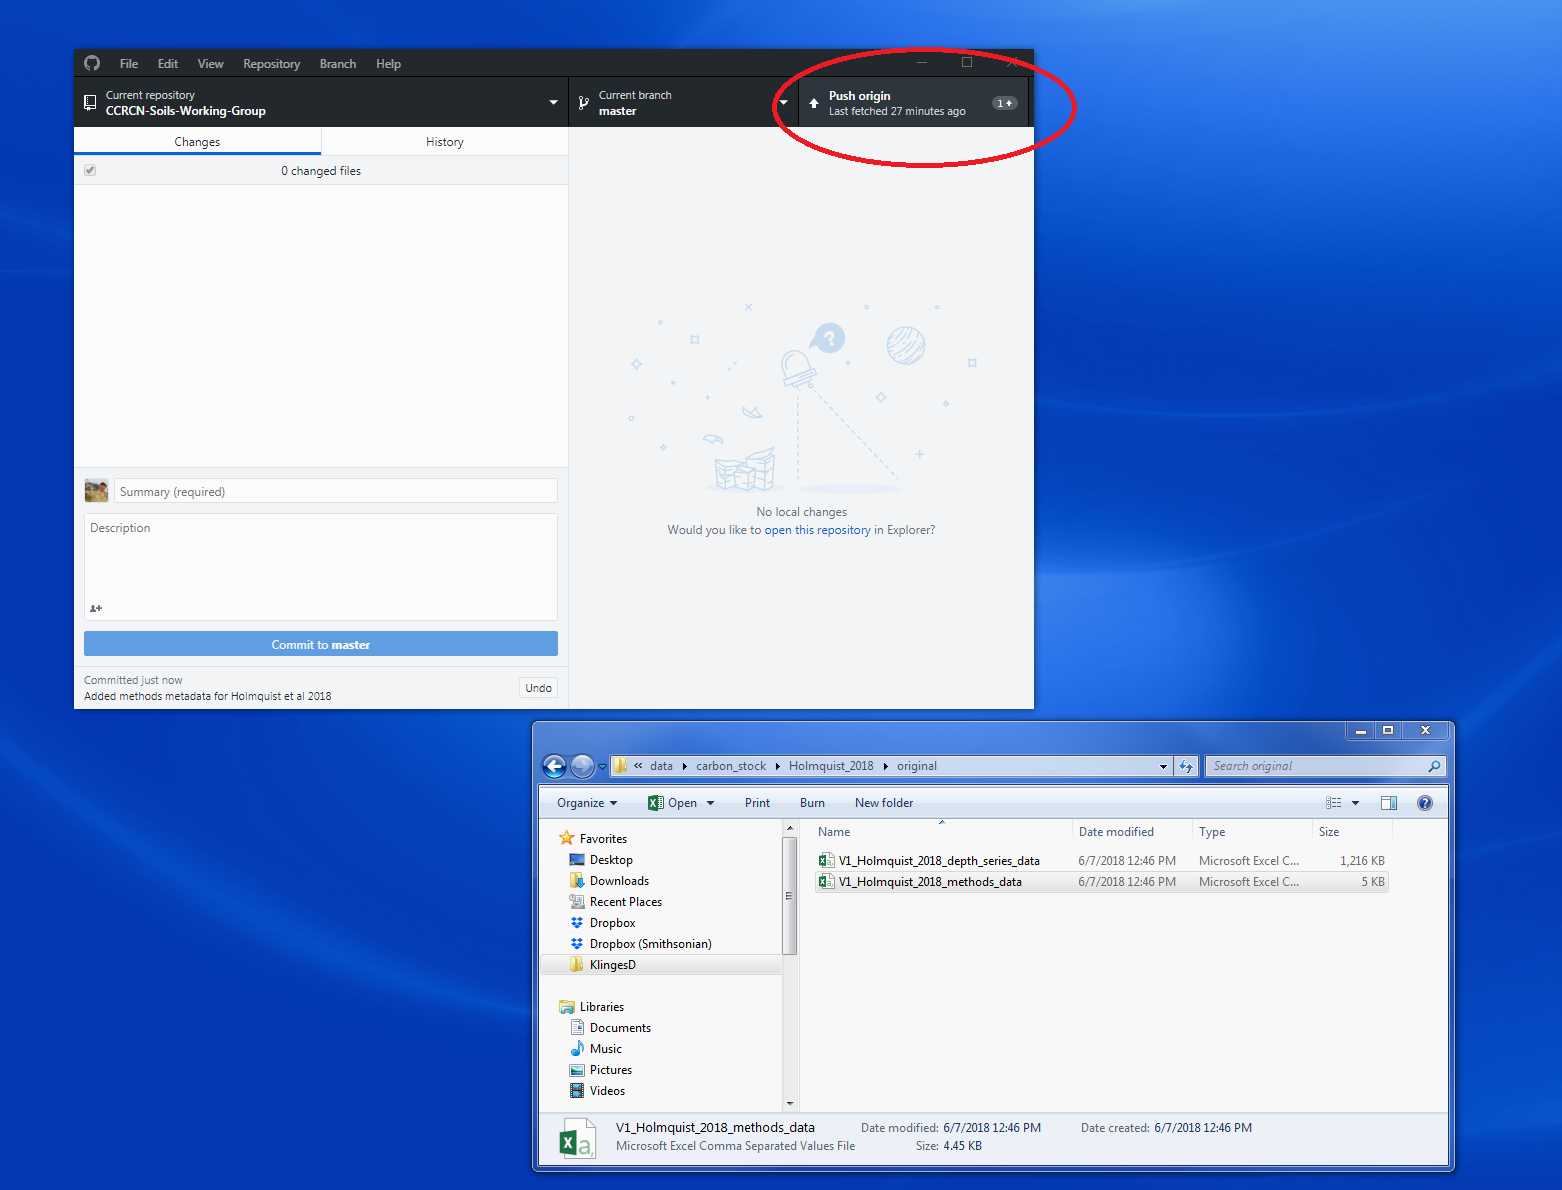 File Edit View Repository Branch Help
Current repository
CCRCN-Soils-Working-Group
Current branch
master
Push origin
Last fetched 27 minutes ago
1
Changes
History
0 changed files
?
No local changes
Would you like to open this repository in Explorer?
Summary (required)
Description
Commit to master
Committed just now
Added methods metadata for Holmquist et al 2018
Undo
« data carbon_stock Holmquist_2018 original
Search original
Organize Open Print Burn New folder
?
Favorites
Desktop
Downloads
Recent Places
Dropbox
Dropbox (Smithsonian)
KlingesD
Libraries
Documents
Music
Pictures
Videos
Name Date modified Type Size
V1_Holmquist_2018_depth_series_data 6/7/2018 12:46 PM Microsoft Excel C... 1,216 KB
V1_Holmquist_2018_methods_data 6/7/2018 12:46 PM Microsoft Excel C... 5 KB
V1_Holmquist_2018_methods_data Date modified: 6/7/2018 12:46 PM Date created: 6/7/2018 12:46 PM
Microsoft Excel Comma Separated Values File Size: 4.45 KB